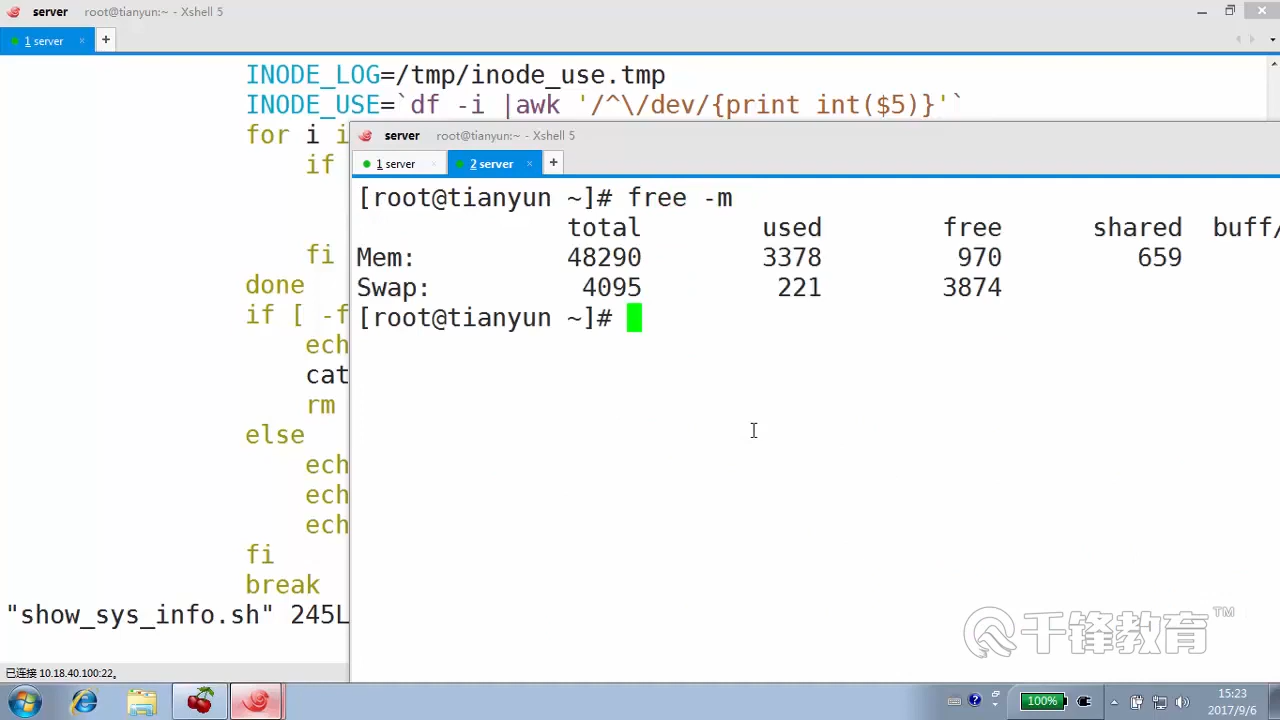 server root@tianyun:~ - Xshell 5
1 server
INODE_LOG=/tmp/inode_use.tmp
INODE_USE=`df -i |awk '/^\/dev/{print int($5)}'`
for i i
if
fi
done
if [ -f
ech
cat
rm
else
ech
ech
ech
fi
break
"show_sys_info.sh" 245L
已连接 10.18.40.100:22。
server root@tianyun:~ - Xshell 5
1 server 2 server
[root@tianyun ~]# free -m
total used free shared buff/
Mem: 48290 3378 970 659
Swap: 4095 221 3874
[root@tianyun ~]#
千锋教育™
100%
15:23
2017/9/6